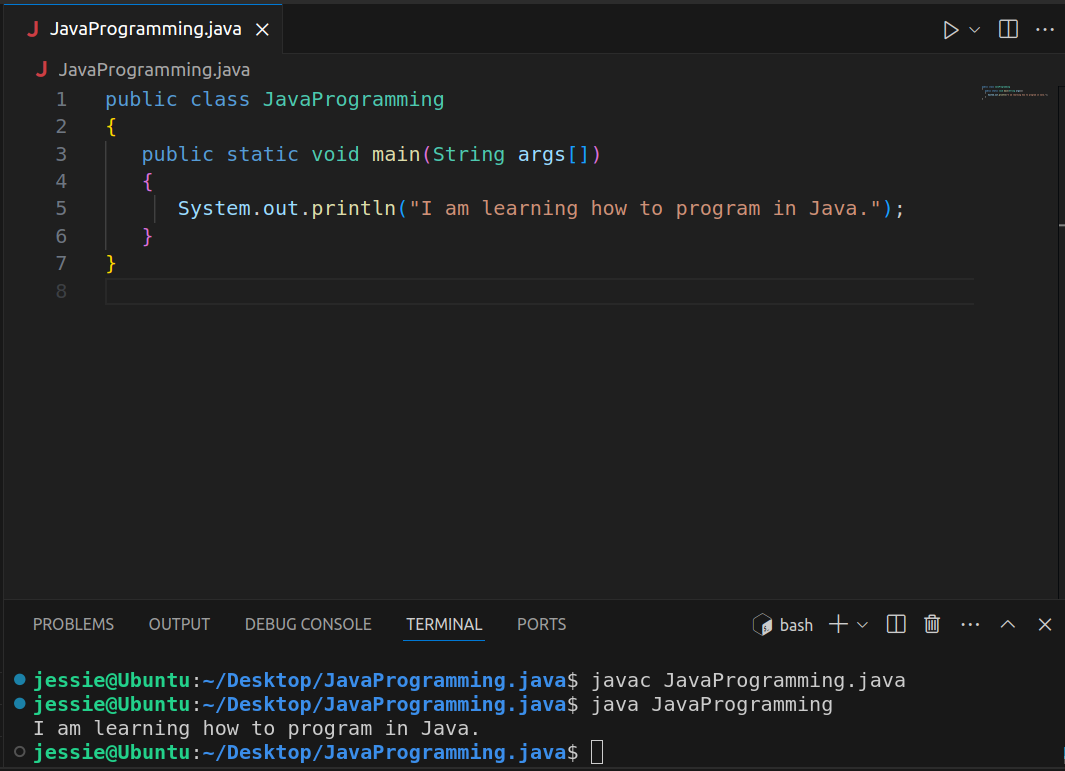 JavaProgramming.java
JavaProgramming.java
1 public class JavaProgramming
2 {
3    public static void main(String args[])
4    {
5       System.out.println("I am learning how to program in Java.");
6    }
7 }
8
PROBLEMS OUTPUT DEBUG CONSOLE TERMINAL PORTS bash
jessie@Ubuntu:~/Desktop/JavaProgramming.java$ javac JavaProgramming.java
jessie@Ubuntu:~/Desktop/JavaProgramming.java$ java JavaProgramming
I am learning how to program in Java.
jessie@Ubuntu:~/Desktop/JavaProgramming.java$